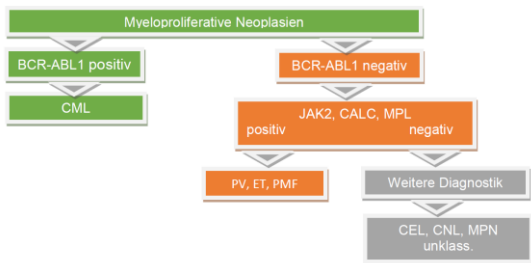 Myeloproliferative Neoplasien
BCR-ABL1 positiv
BCR-ABL1 negativ
CML
JAK2, CALC, MPL
positiv negativ
PV, ET, PMF
Weitere Diagnostik
CEL, CNL, MPN
unklass.